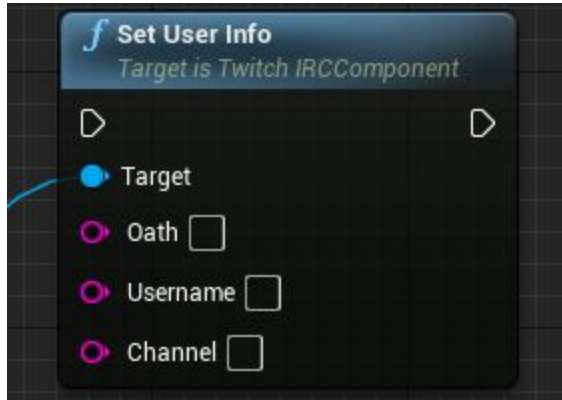 f Set User Info
Target is Twitch IRCComponent
Target
Oath
Username
Channel